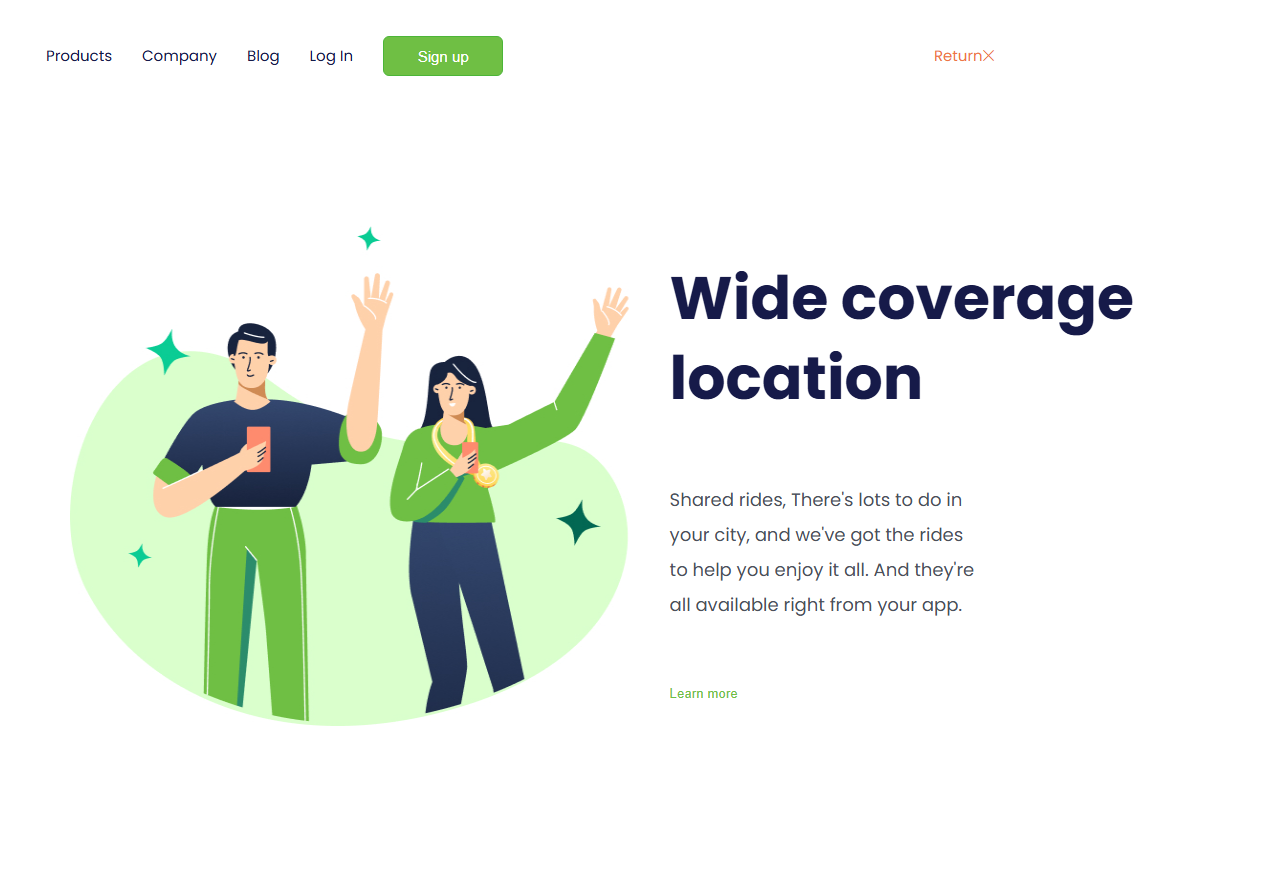 Products Company Blog Log In Sign up Return
Wide coverage
location
Shared rides, There's lots to do in
your city, and we've got the rides
to help you enjoy it all. And they're
all available right from your app.
Learn more